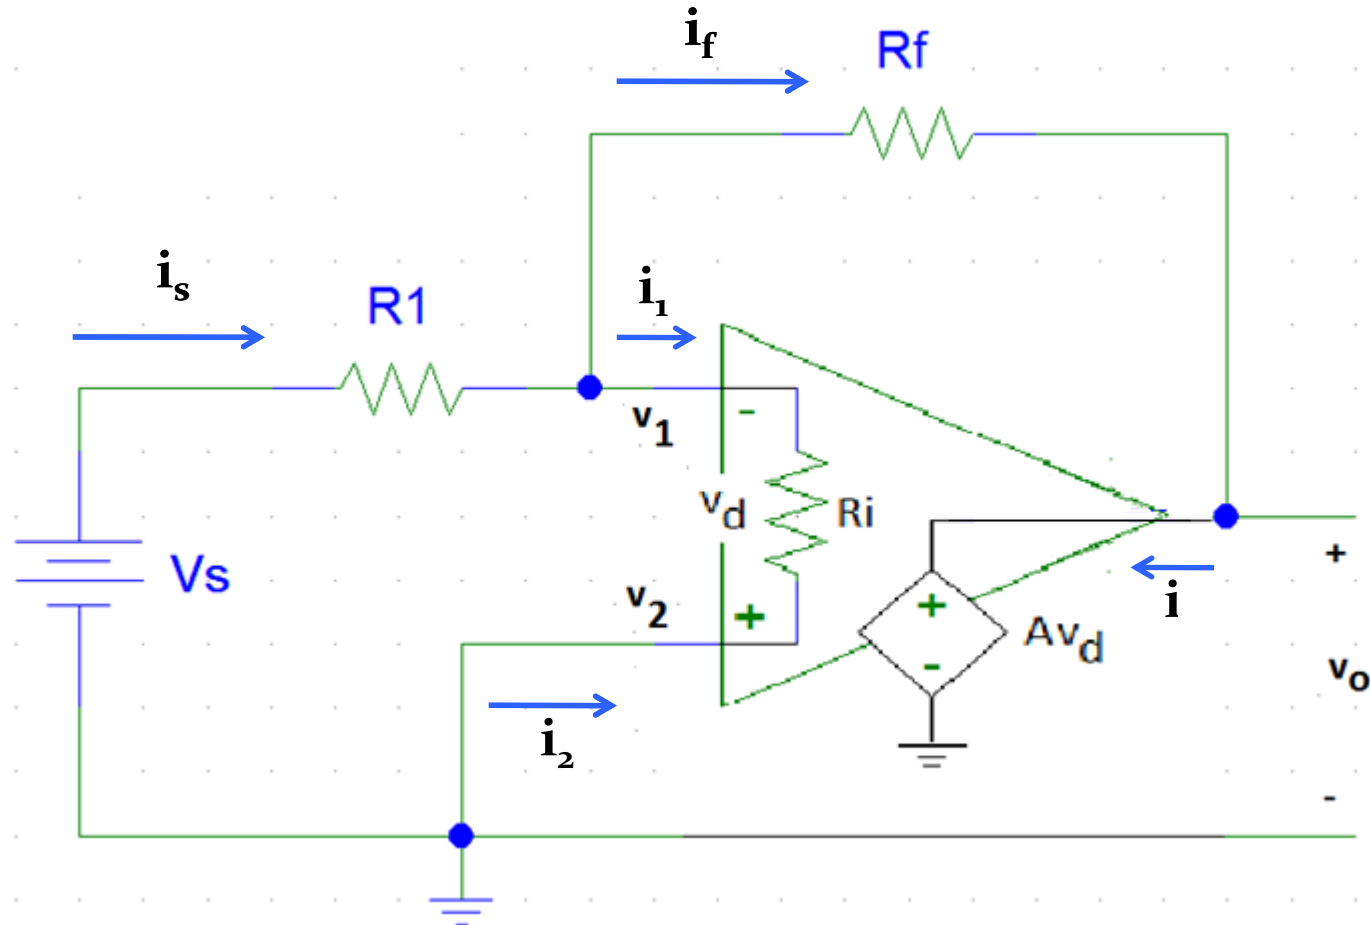 i_f
Rf
i_s
R1
i_1
v_1
-
v_d
Ri
Vs
+
i
v_2
+
+
Av_d
-
v_o
i_2
-